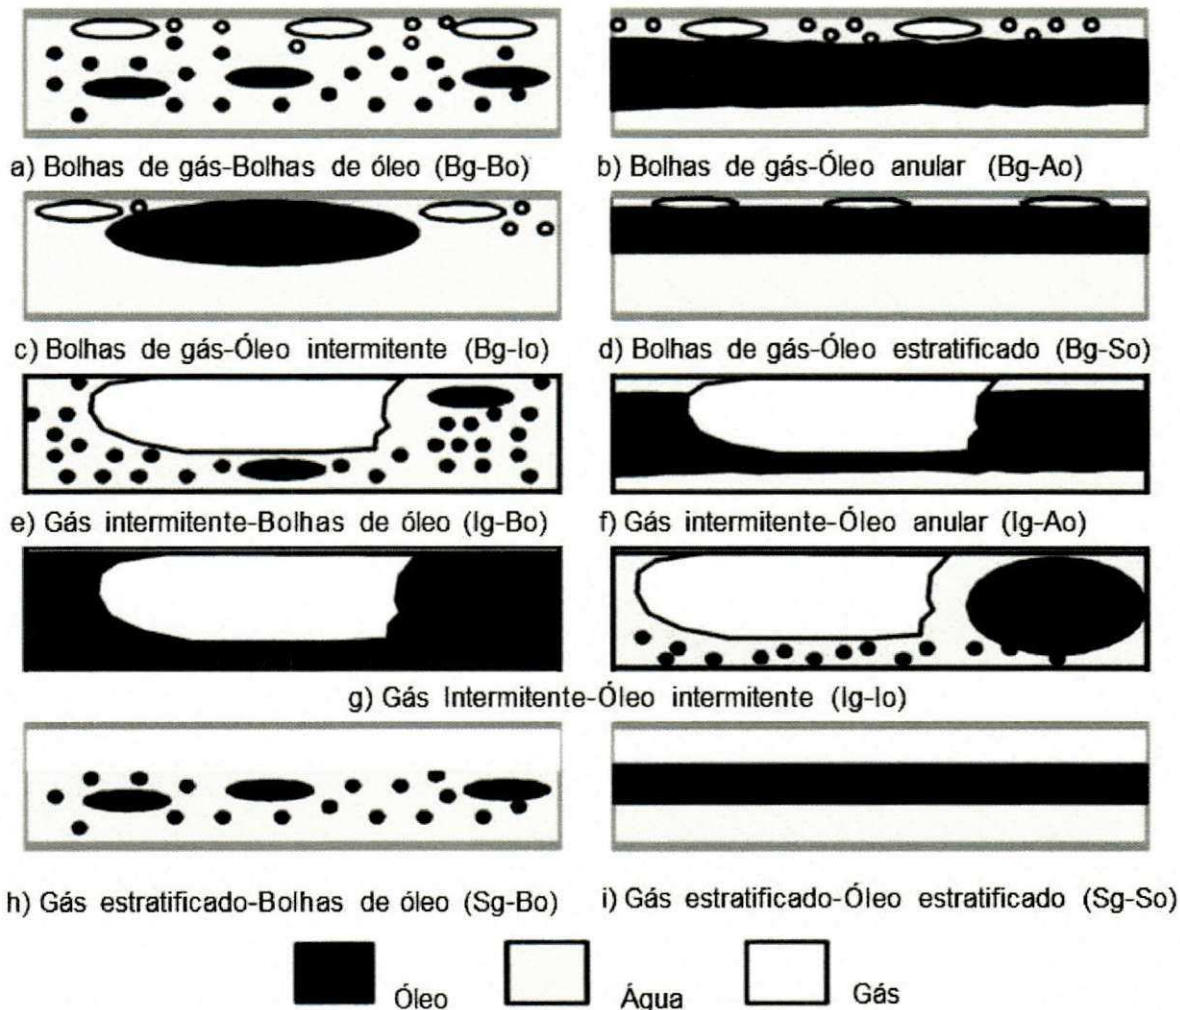 a) Bolhas de gás-Bolhas de óleo (Bg-Bo)
b) Bolhas de gás-Óleo anular (Bg-Ao)
c) Bolhas de gás-Óleo intermitente (Bg-Io)
d) Bolhas de gás-Óleo estratificado (Bg-So)
e) Gás intermitente-Bolhas de óleo (Ig-Bo)
f) Gás intermitente-Óleo anular (Ig-Ao)
g) Gás Intermitente-Óleo intermitente (Ig-Io)
h) Gás estratificado-Bolhas de óleo (Sg-Bo)
i) Gás estratificado-Óleo estratificado (Sg-So)
Óleo
Água
Gás